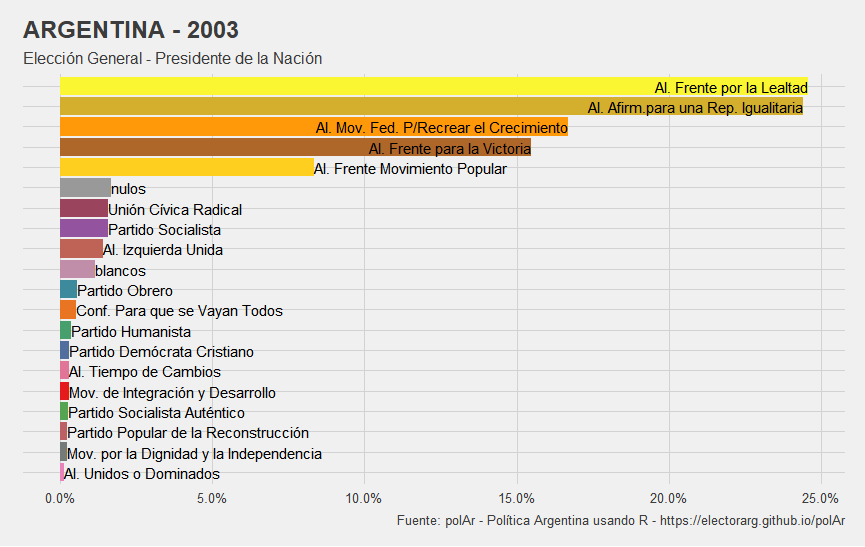 ARGENTINA - 2003
Elección General - Presidente de la Nación
Al. Frente por la Lealtad
Al. Afirm.para una Rep. Igualitaria
Al. Mov. Fed. P/Recrear el Crecimiento
Al. Frente para la Victoria
Al. Frente Movimiento Popular
nulos
Unión Cívica Radical
Partido Socialista
Al. Izquierda Unida
blancos
Partido Obrero
Conf. Para que se Vayan Todos
Partido Humanista
Partido Demócrata Cristiano
Al. Tiempo de Cambios
Mov. de Integración y Desarrollo
Partido Socialista Auténtico
Partido Popular de la Reconstrucción
Mov. por la Dignidad y la Independencia
Al. Unidos o Dominados
0.0% 5.0% 10.0% 15.0% 20.0% 25.0%
Fuente: polAr - Política Argentina usando R - https://electorarg.github.io/polAr